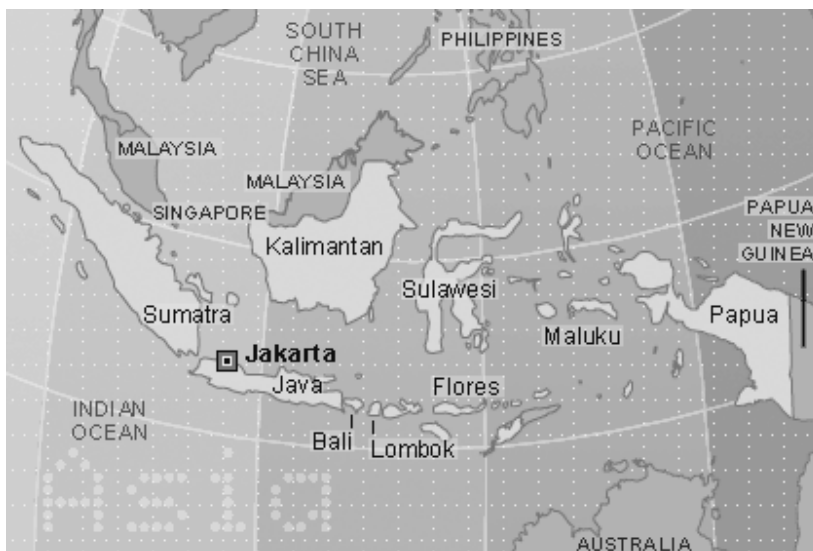 SOUTH
CHINA
SEA
PHILIPPINES
PACIFIC
OCEAN
MALAYSIA
MALAYSIA
SINGAPORE
PAPUA
NEW
GUINEA
Kalimantan
Sulawesi
Sumatra
Maluku
Papua
Jakarta
Java
Flores
INDIAN
OCEAN
Bali
Lombok
Asia
AUSTRALIA